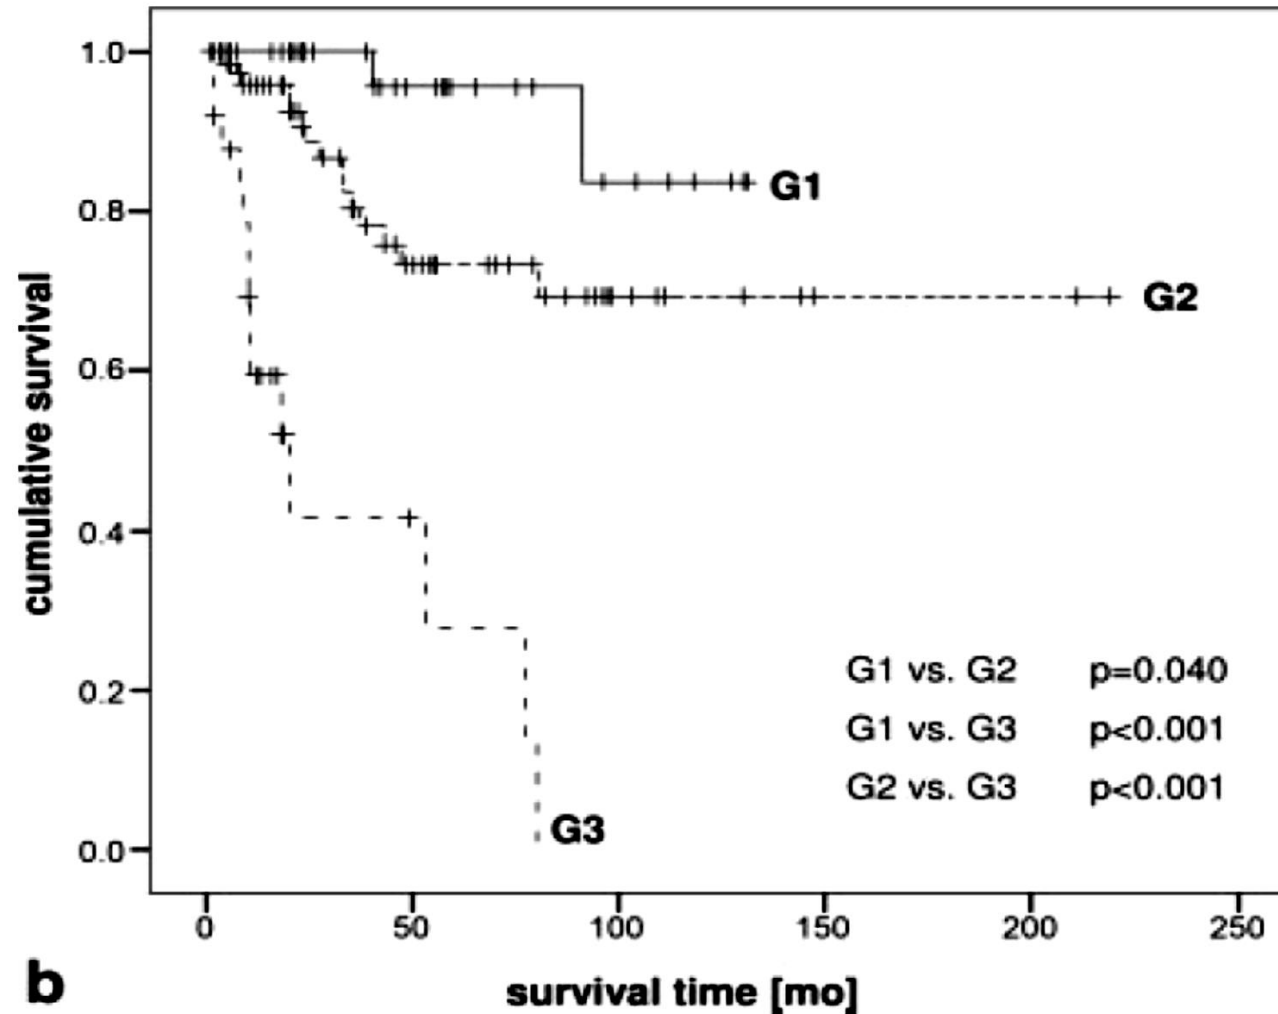 cumulative survival
1.0
0.8
0.6
0.4
0.2
0.0
G1
G2
G3
G1 vs. G2 p=0.040
G1 vs. G3 p<0.001
G2 vs. G3 p<0.001
0 50 100 150 200 250
survival time [mo]
b